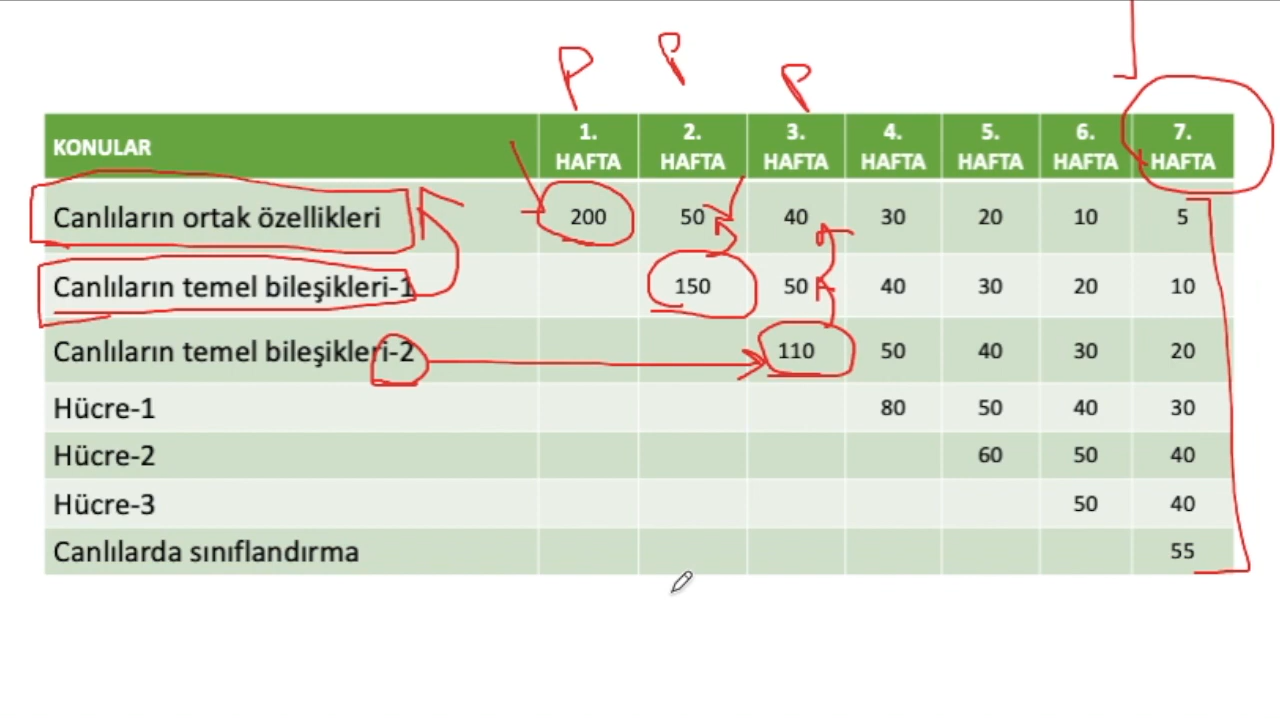 P P P
KONULAR 1. HAFTA 2. HAFTA 3. HAFTA 4. HAFTA 5. HAFTA 6. HAFTA 7. HAFTA
Canlıların ortak özellikleri 200 50 40 30 20 10 5
Canlıların temel bileşikleri-1 150 50 40 30 20 10
Canlıların temel bileşikleri-2 110 50 40 30 20
Hücre-1 80 50 40 30
Hücre-2 60 50 40
Hücre-3 50 40
Canlılarda sınıflandırma 55